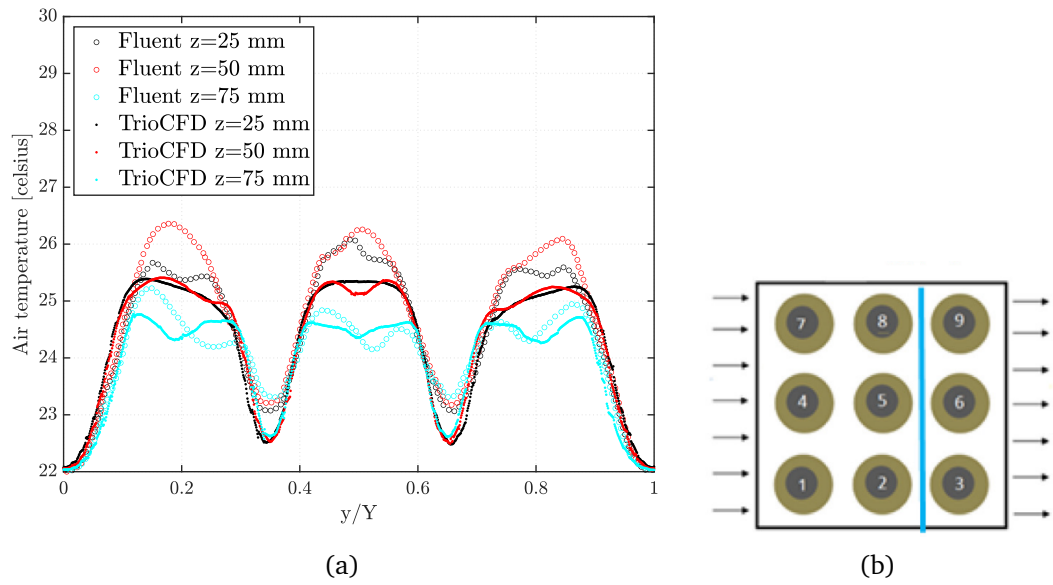 30
29
28
27
26
25
24
23
22
Air temperature [celsius]
Fluent z=25 mm
Fluent z=50 mm
Fluent z=75 mm
TrioCFD z=25 mm
TrioCFD z=50 mm
TrioCFD z=75 mm
0 0.2 0.4 0.6 0.8 1
y/Y
(a)
7 8 9
4 5 6
1 2 3
(b)